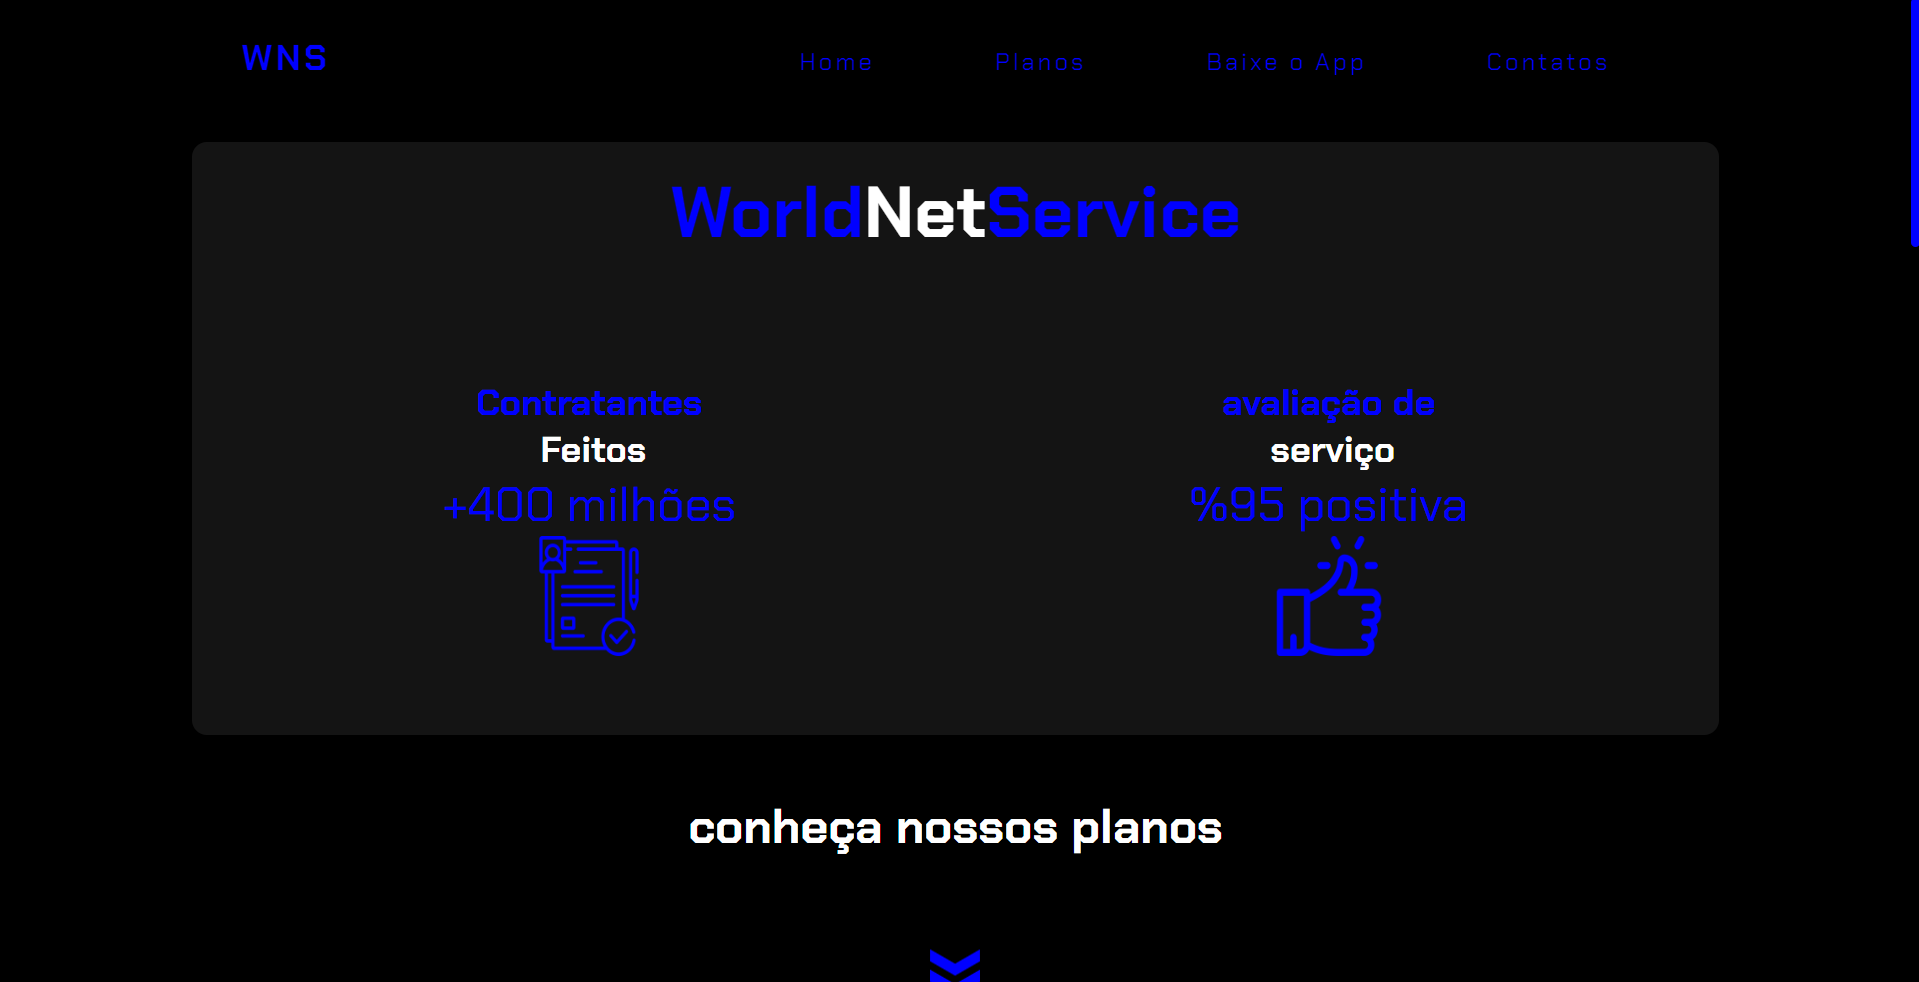 WNS
Home Planos Baixe o App Contatos
WorldNetService
Contratantes
Feitos
+400 milhões
avaliação de
serviço
%95 positiva
conheça nossos planos